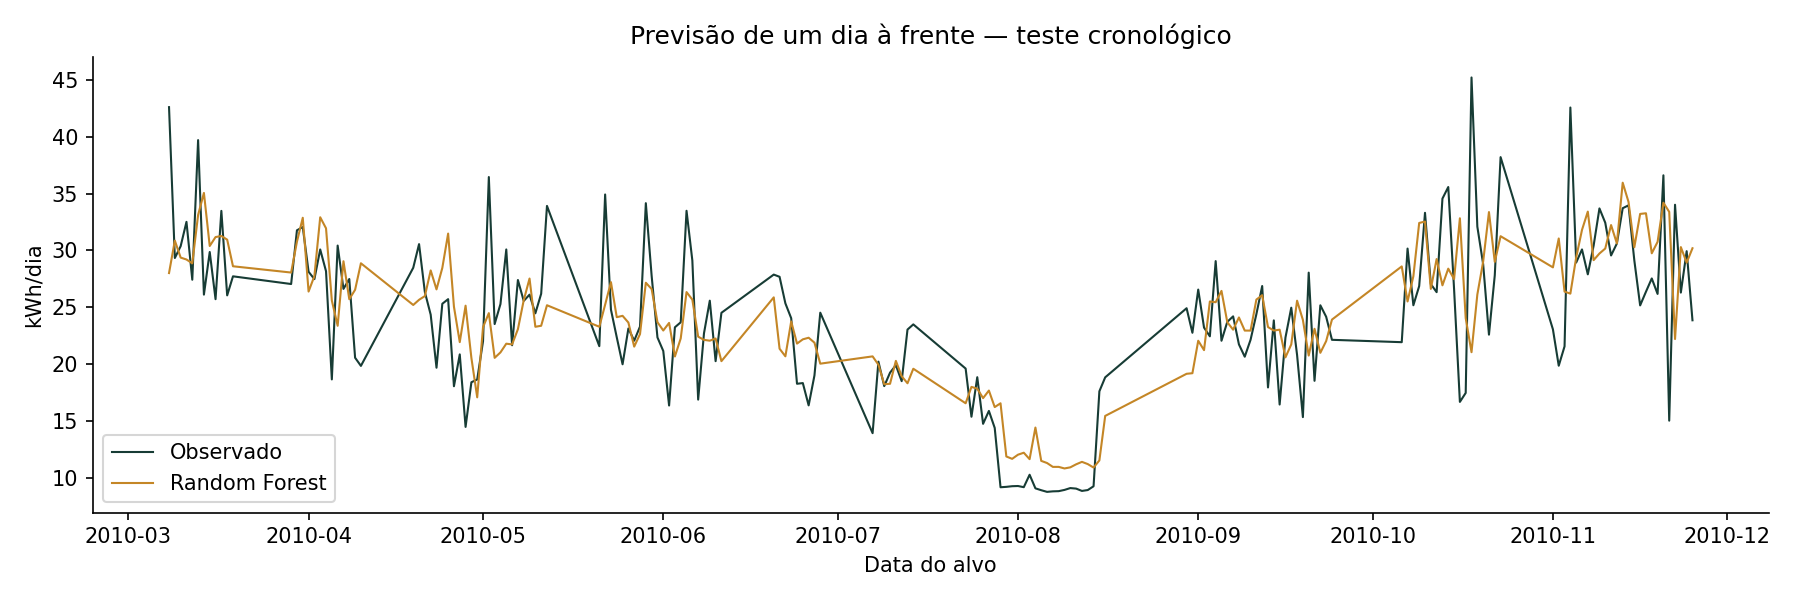 Previsão de um dia à frente — teste cronológico
kWh/dia
45
40
35
30
25
20
15
10
Observado
Random Forest
2010-03 2010-04 2010-05 2010-06 2010-07 2010-08 2010-09 2010-10 2010-11 2010-12
Data do alvo